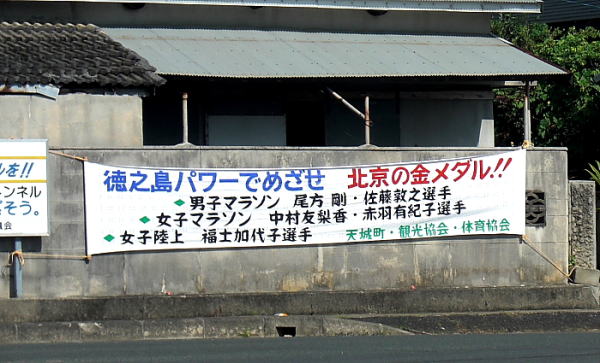 ルを!!
ンネル
そう。
会
徳之島パワーでめざせ 北京の金メダル!!
◆男子マラソン 尾方 剛・佐藤敦之選手
◆女子マラソン 中村友梨香・赤羽有紀子選手
◆女子陸上 福士加代子選手 天城町・観光協会・体育協会